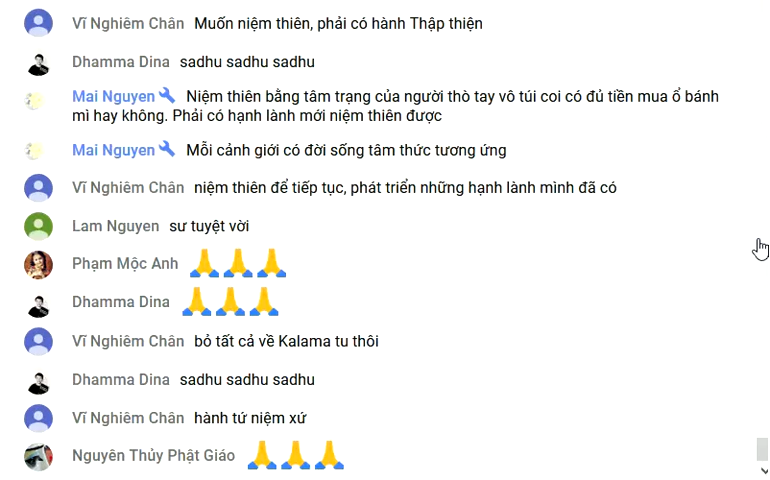 Vĩ Nghiêm Chân Muốn niệm thiên, phải có hành Thập thiện
Dhamma Dina sadhu sadhu sadhu
Mai Nguyen Niệm thiên bằng tâm trạng của người thò tay vô túi coi có đủ tiền mua ổ bánh
mì hay không. Phải có hạnh lành mới niệm thiên được
Mai Nguyen Mỗi cảnh giới có đời sống tâm thức tương ứng
Vĩ Nghiêm Chân niệm thiên để tiếp tục, phát triển những hạnh lành mình đã có
Lam Nguyen sư tuyệt vời
Phạm Mộc Anh 🙏🙏🙏
Dhamma Dina 🙏🙏🙏
Vĩ Nghiêm Chân bỏ tất cả về Kalama tu thôi
Dhamma Dina sadhu sadhu sadhu
Vĩ Nghiêm Chân hành tứ niệm xứ
Nguyên Thủy Phật Giáo 🙏🙏🙏